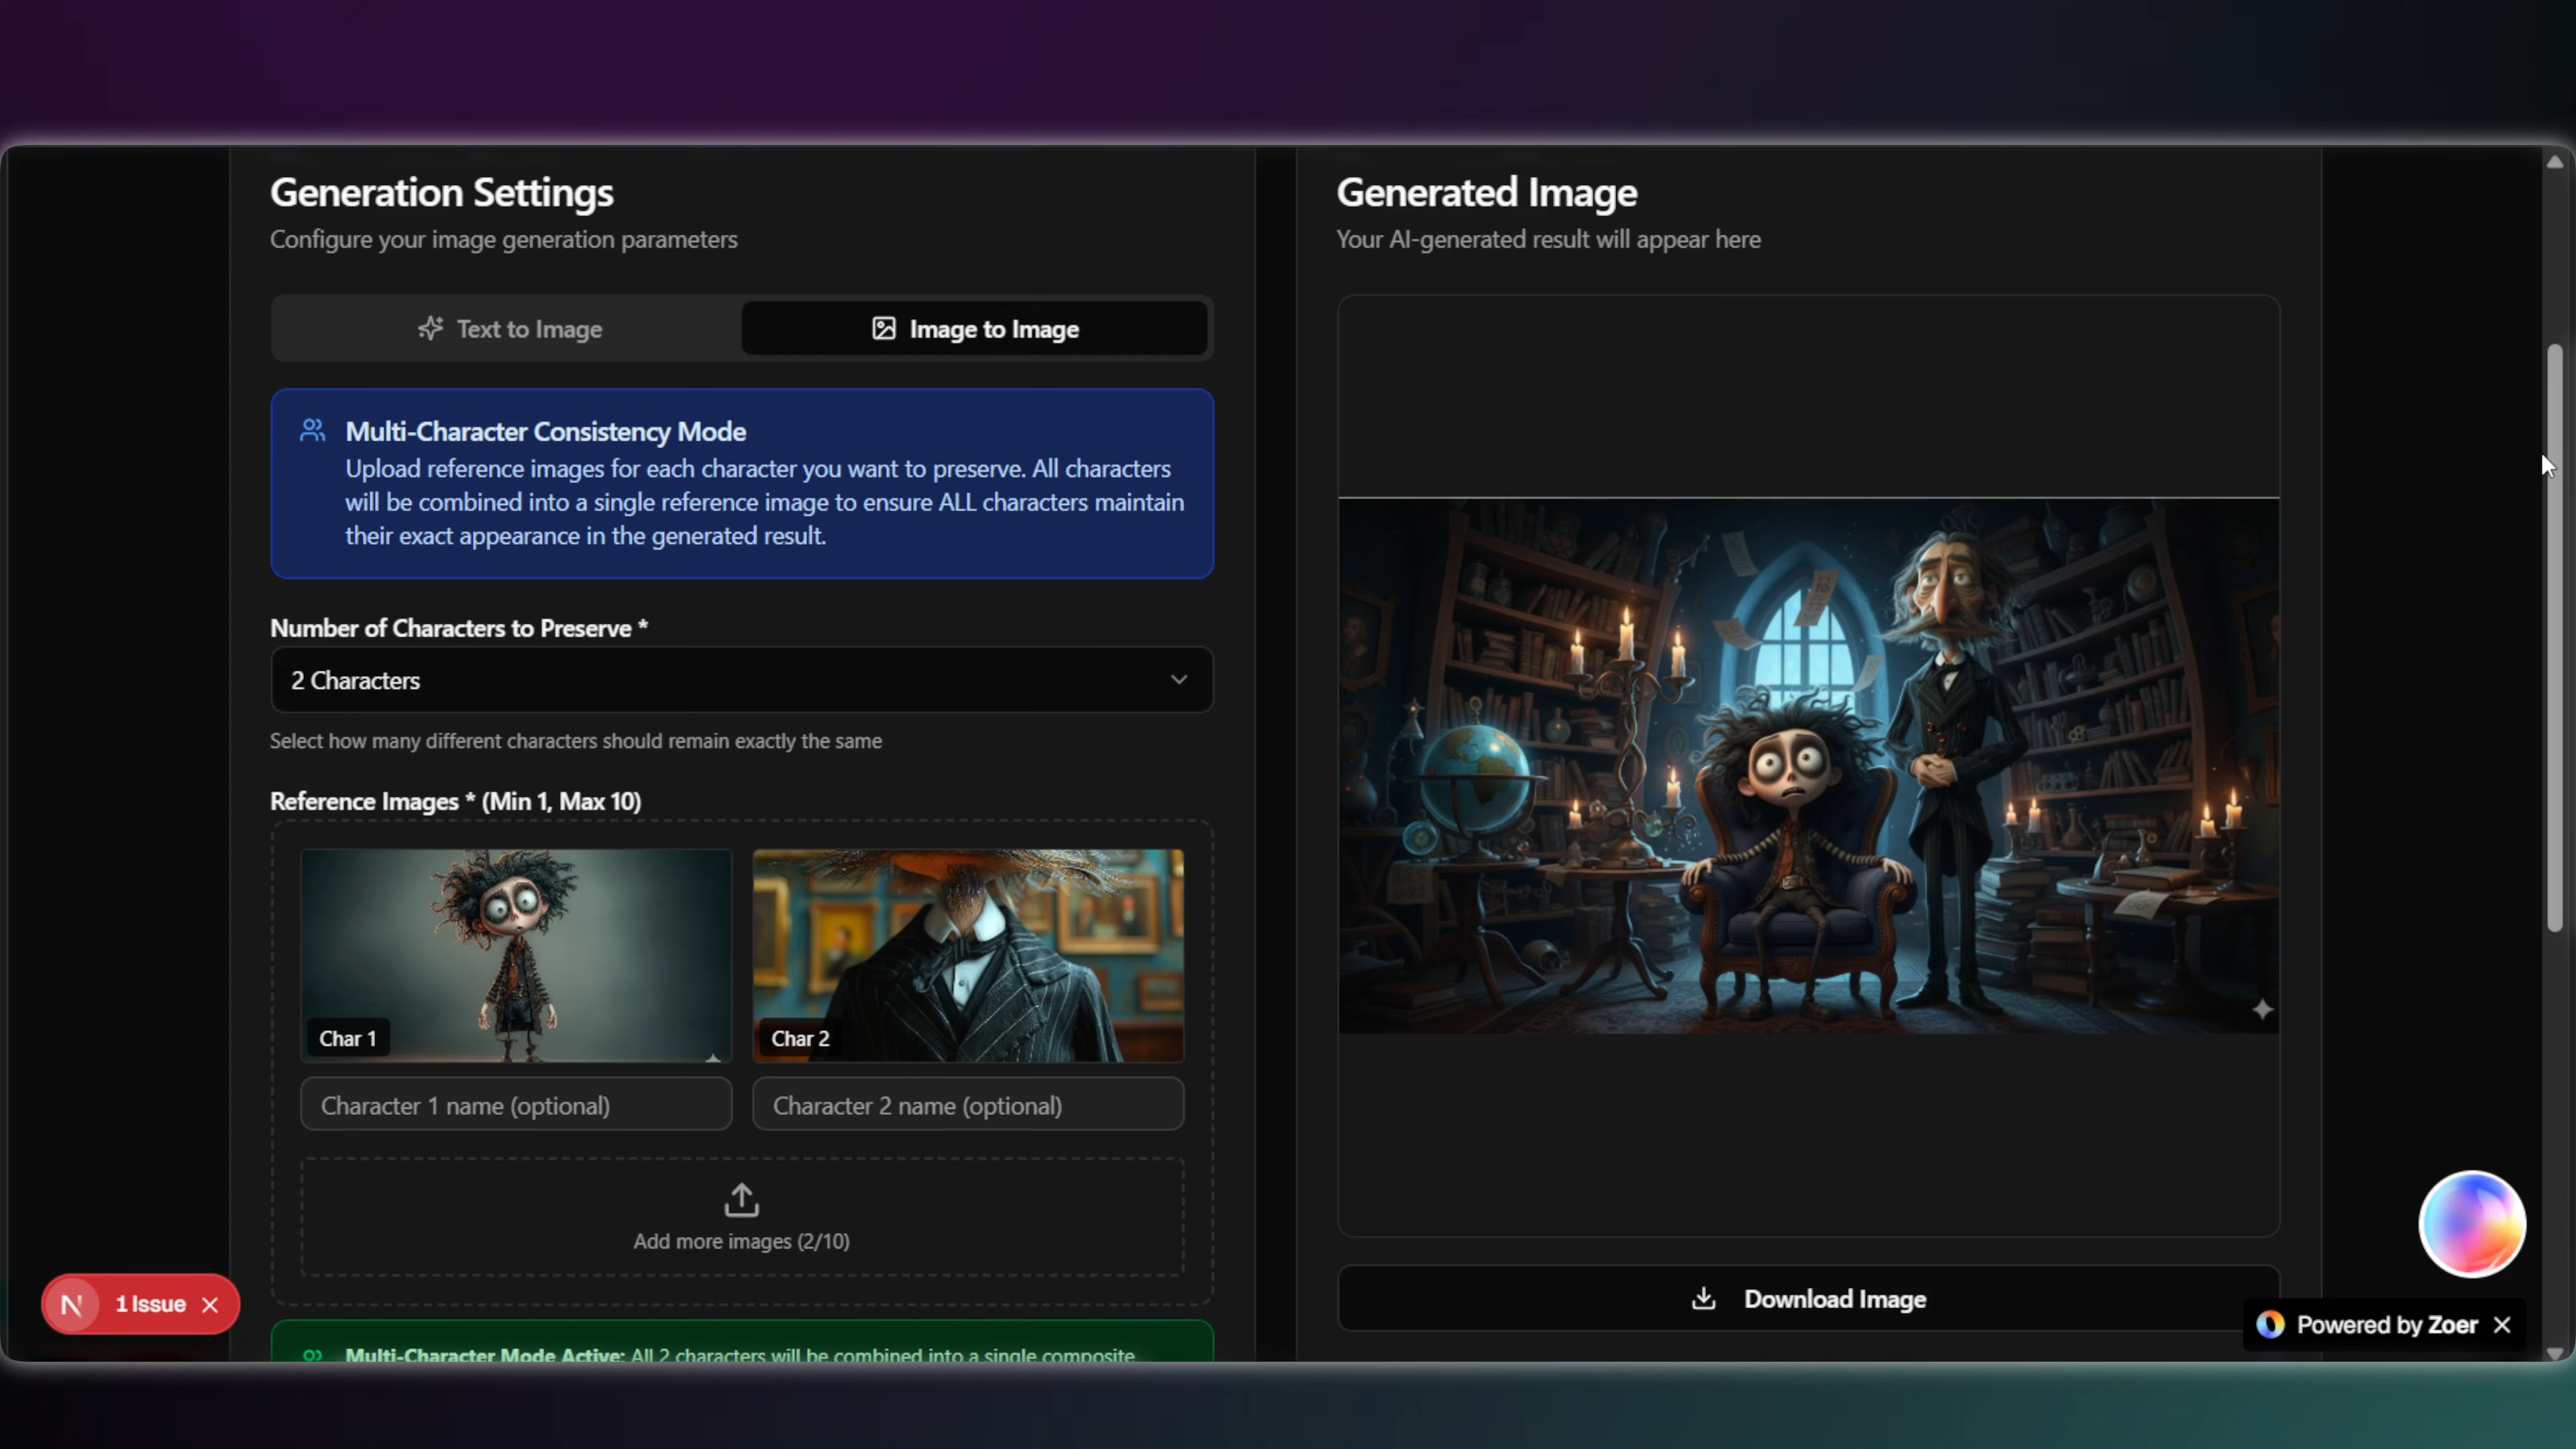 Generation Settings
Configure your image generation parameters
Text to Image
Image to Image
Multi-Character Consistency Mode
Upload reference images for each character you want to preserve. All characters
will be combined into a single reference image to ensure ALL characters maintain
their exact appearance in the generated result.
Number of Characters to Preserve *
2 Characters
Select how many different characters should remain exactly the same
Reference Images * (Min 1, Max 10)
Char 1
Char 2
Character 1 name (optional)
Character 2 name (optional)
Add more images (2/10)
Multi-Character Mode Active: All 2 characters will be combined into a single composite
N 1 Issue
Generated Image
Your AI-generated result will appear here
Download Image
Powered by Zoer